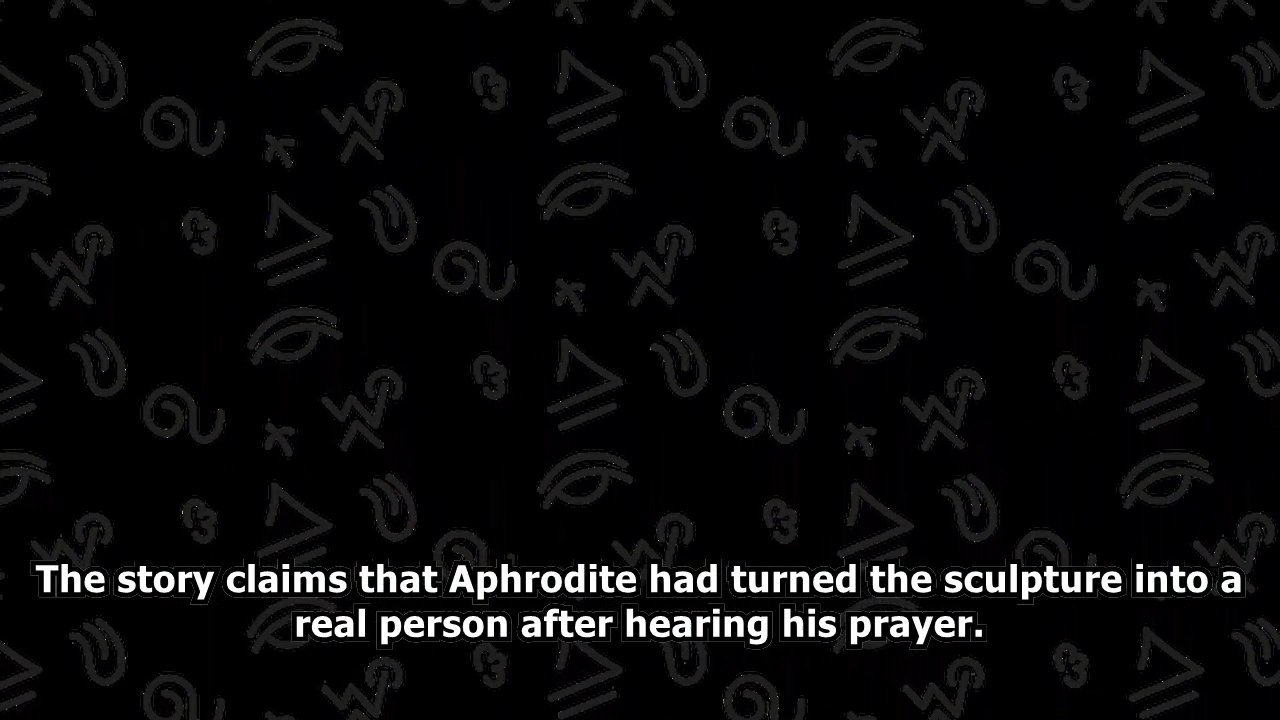 The story claims that Aphrodite had turned the sculpture into a
real person after hearing his prayer.